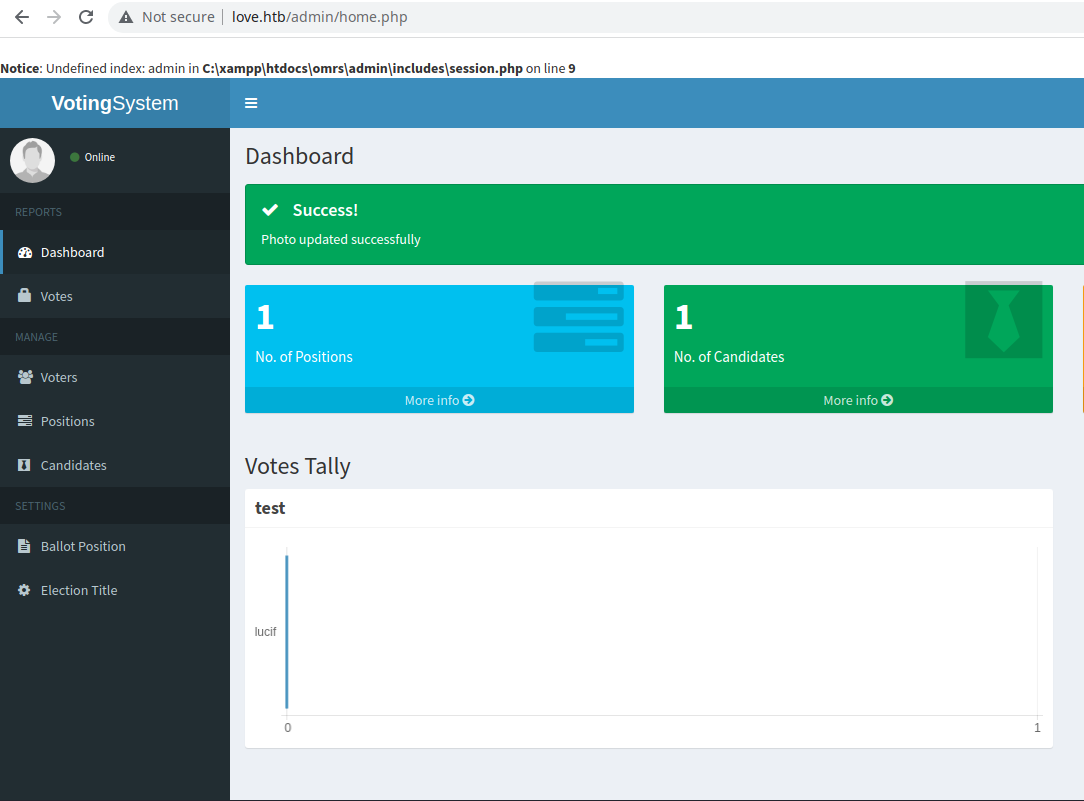 Not secure | love.htb/admin/home.php
Notice: Undefined index: admin in C:\xampp\htdocs\omrs\admin\includes\session.php on line 9
VotingSystem
Online
REPORTS
Dashboard
Votes
MANAGE
Voters
Positions
Candidates
SETTINGS
Ballot Position
Election Title
Dashboard
Success!
Photo updated successfully
1
No. of Positions
More info
1
No. of Candidates
More info
Votes Tally
test
lucif
0 1